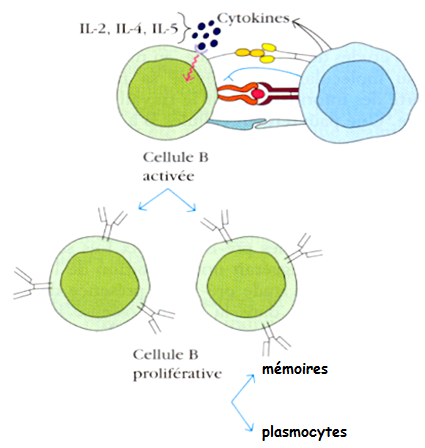 IL-2, IL-4, IL-5
Cytokines
Cellule B
activée
Cellule B
proliférative
mémoires
plasmocytes